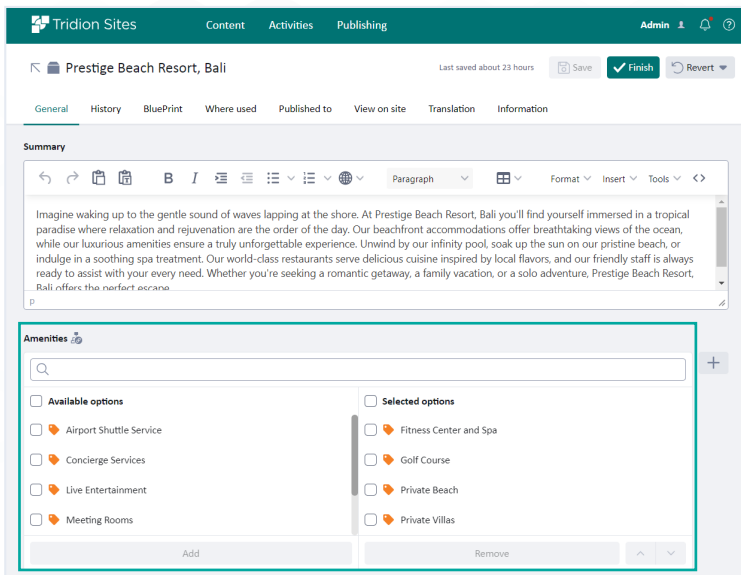 Tridion Sites Content Activities Publishing Admin
Prestige Beach Resort, Bali Last saved about 23 hours Save Finish Revert
General History BluePrint Where used Published to View on site Translation Information
Summary
B I Paragraph Format Insert Tools <>
Imagine waking up to the gentle sound of waves lapping at the shore. At Prestige Beach Resort, Bali you'll find yourself immersed in a tropical
paradise where relaxation and rejuvenation are the order of the day. Our beachfront accommodations offer breathtaking views of the ocean,
while our luxurious amenities ensure a truly unforgettable experience. Unwind by our infinity pool, soak up the sun on our pristine beach, or
indulge in a soothing spa treatment. Our world-class restaurants serve delicious cuisine inspired by local flavors, and our friendly staff is always
ready to assist with your every need. Whether you're seeking a romantic getaway, a family vacation, or a solo adventure, Prestige Beach Resort,
Bali offers the perfect escape
p
Amenities
Available options Selected options
Airport Shuttle Service Fitness Center and Spa
Concierge Services Golf Course
Live Entertainment Private Beach
Meeting Rooms Private Villas
Add Remove